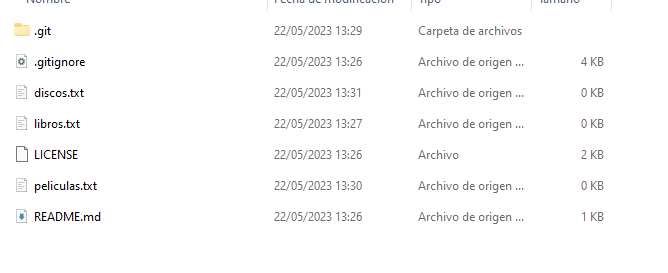 Nombre Fecha de modificación Tipo Tamaño
.git 22/05/2023 13:29 Carpeta de archivos
.gitignore 22/05/2023 13:26 Archivo de origen ... 4 KB
discos.txt 22/05/2023 13:31 Archivo de origen ... 0 KB
libros.txt 22/05/2023 13:27 Archivo de origen ... 0 KB
LICENSE 22/05/2023 13:26 Archivo 2 KB
peliculas.txt 22/05/2023 13:30 Archivo de origen ... 0 KB
README.md 22/05/2023 13:26 Archivo de origen ... 1 KB